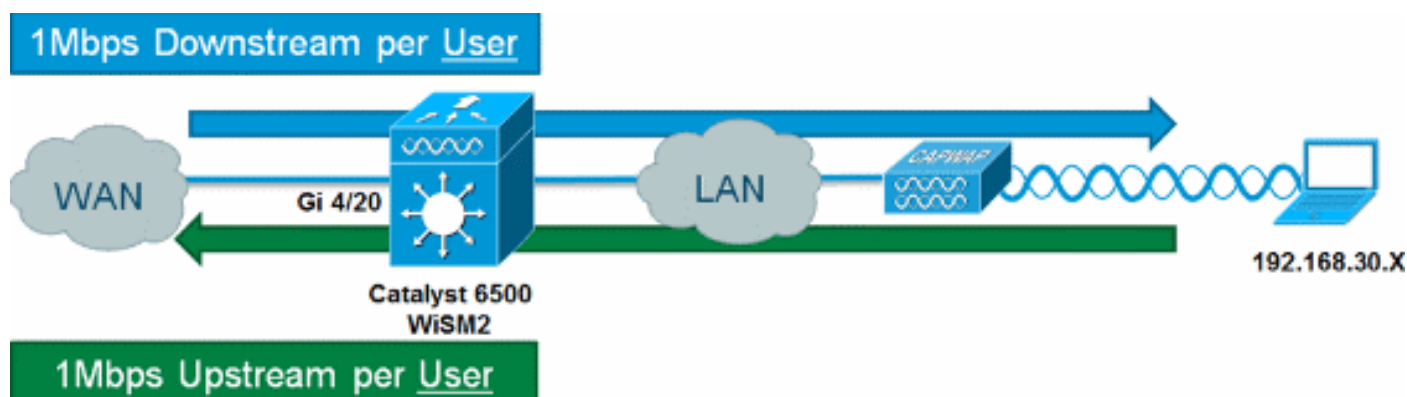 1Mbps Downstream per User
WAN
Gi 4/20
LAN
CAPWAP
192.168.30.X
Catalyst 6500
WiSM2
1Mbps Upstream per User